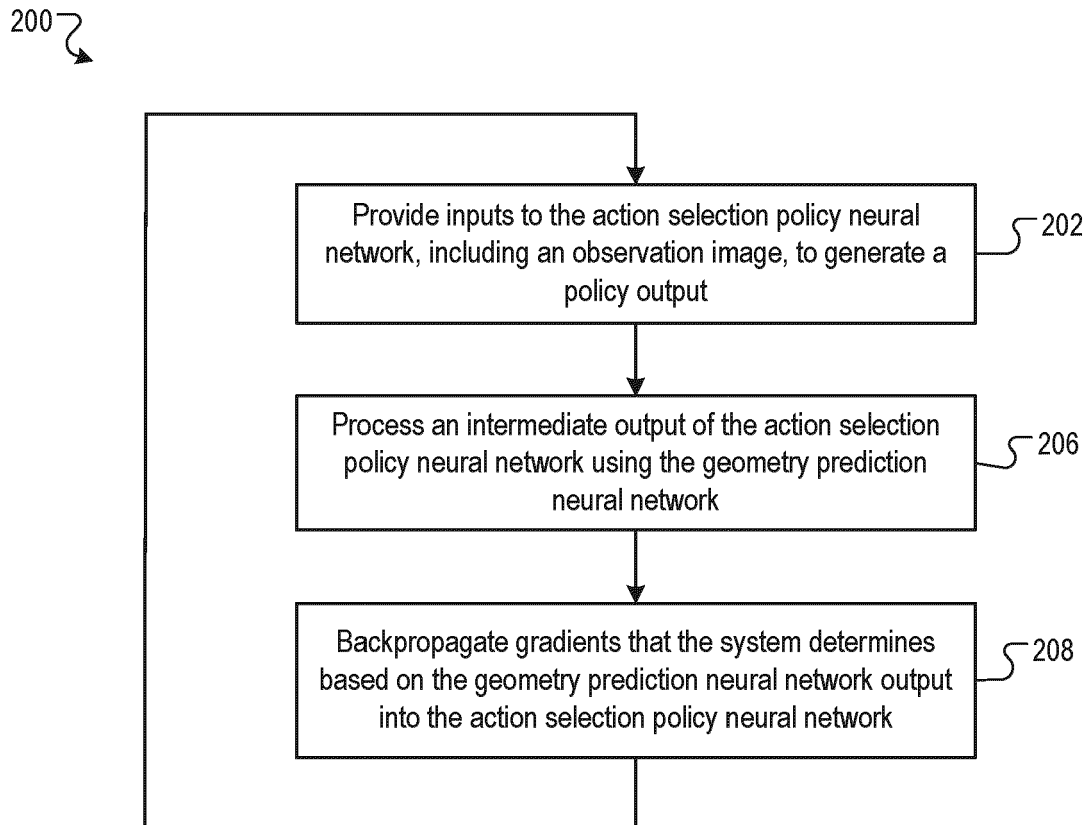 200
Provide inputs to the action selection policy neural
network, including an observation image, to generate a
policy output
202
Process an intermediate output of the action selection
policy neural network using the geometry prediction
neural network
206
Backpropagate gradients that the system determines
based on the geometry prediction neural network output
into the action selection policy neural network
208